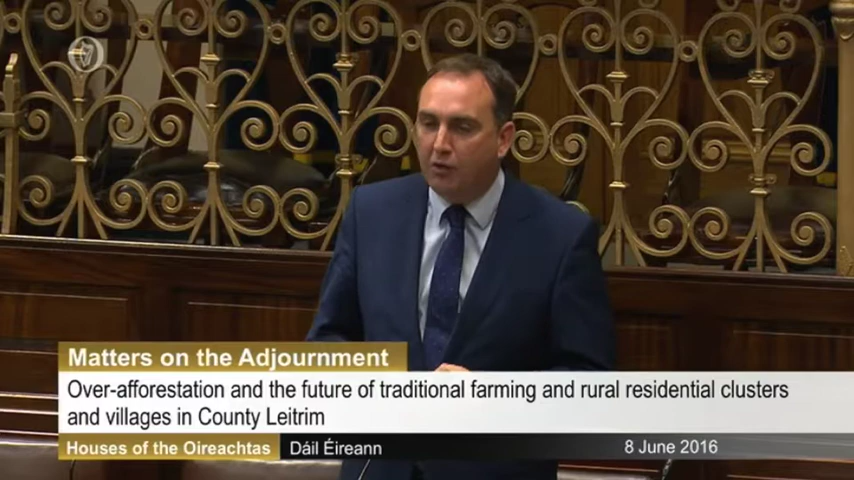 Matters on the Adjournment
Over-afforestation and the future of traditional farming and rural residential clusters
and villages in County Leitrim
Houses of the Oireachtas Dáil Éireann 8 June 2016